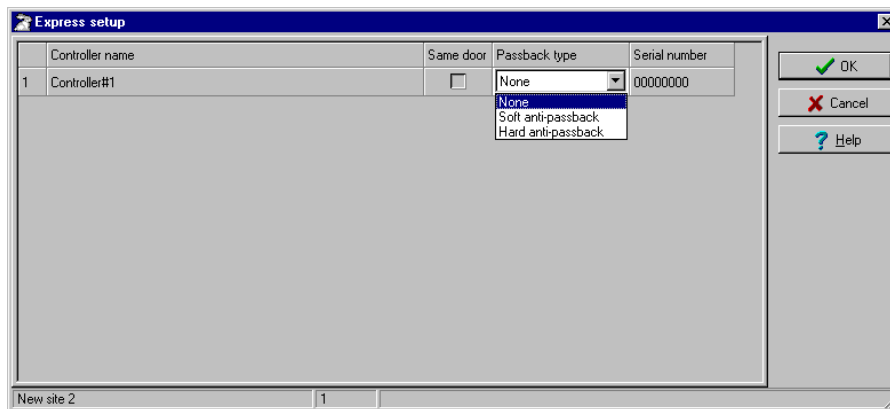 Express setup
Controller name Same door Passback type Serial number
1 Controller#1 None 00000000
None
Soft anti-passback
Hard anti-passback
OK
Cancel
Help
New site 2 1